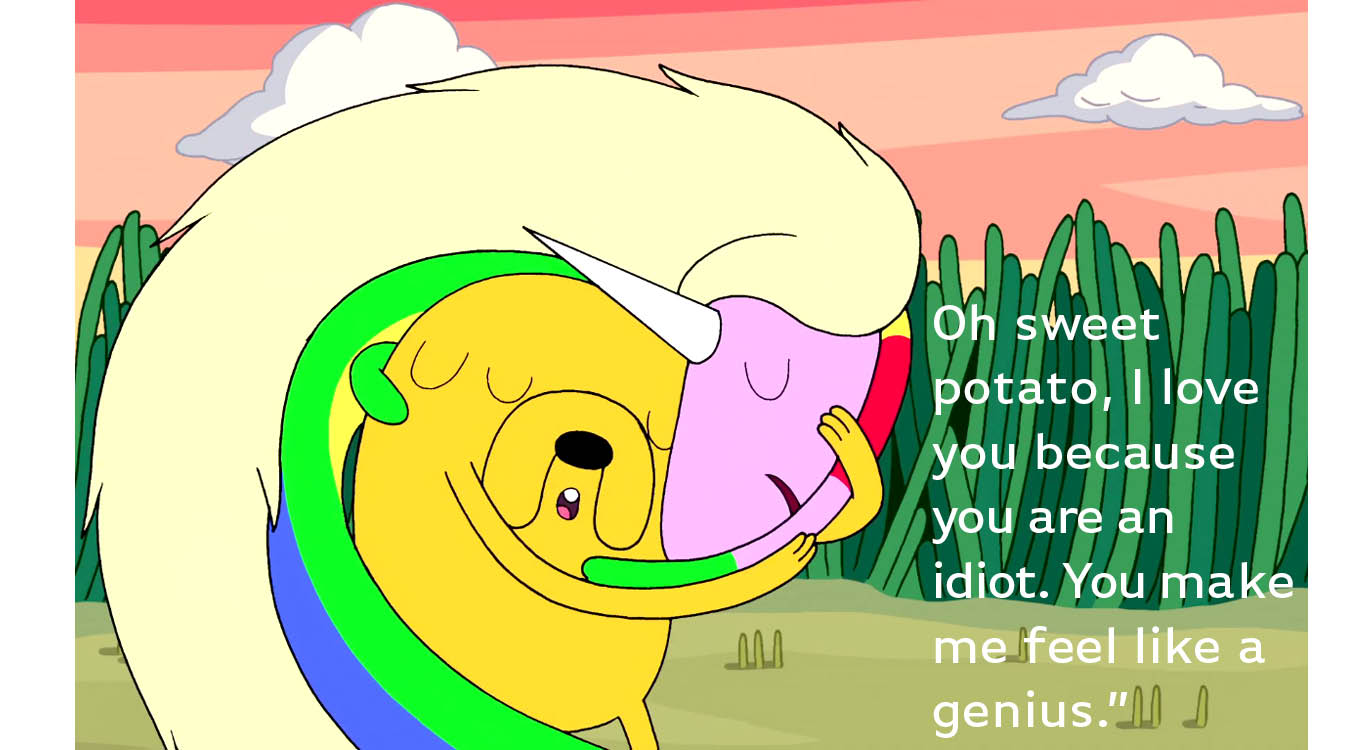 Oh sweet
potato, I love
you because
you are an
idiot. You make
me feel like a
genius.”